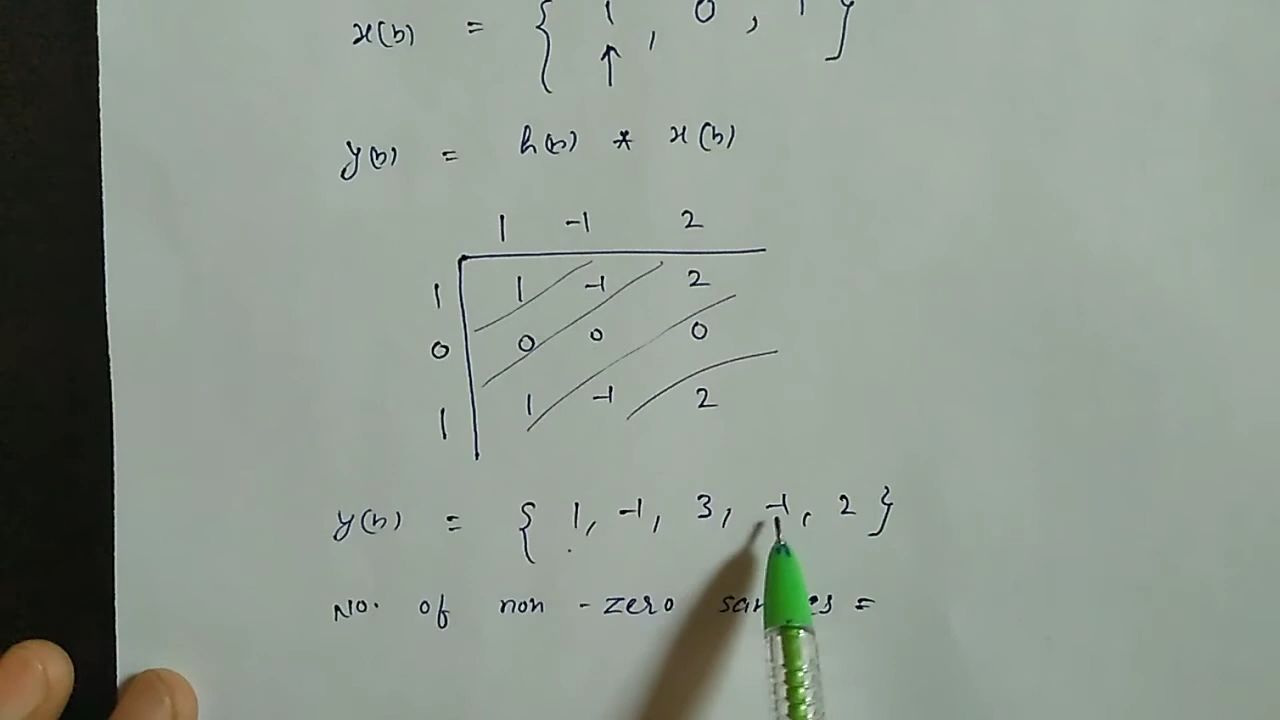 x(n) = { 1 , 0 , 1 }
↑
y(n) = h(n) * x(n)
1 -1 2
1 1 -1 2
0 0 0 0
1 1 -1 2
y(n) = { 1, -1, 3, -1, 2 }
No. of non-zero =